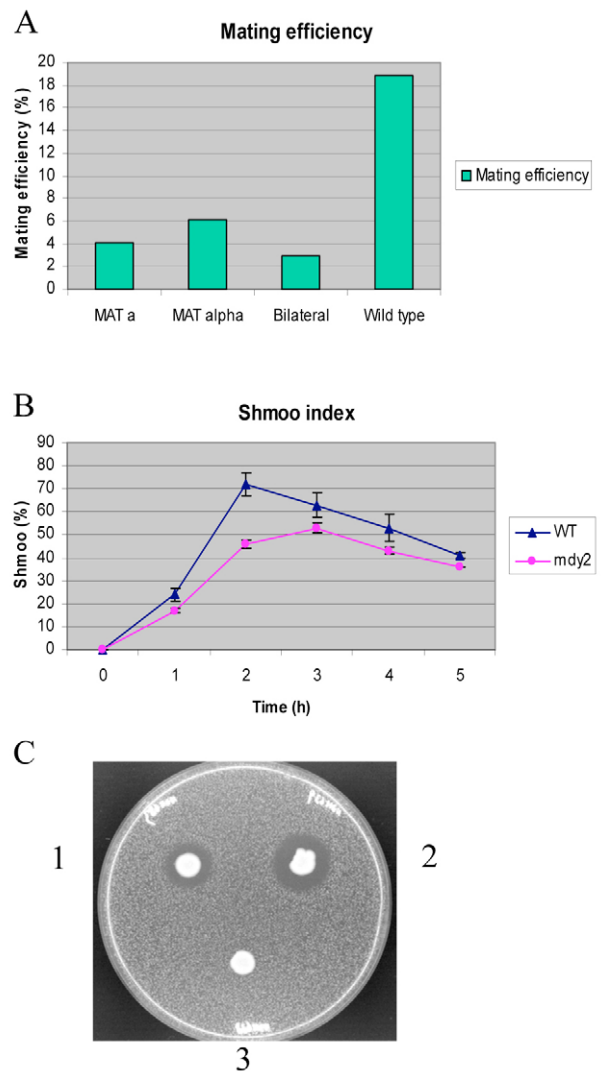 A
Mating efficiency
Mating efficiency (%)
20
18
16
14
12
10
8
6
4
2
0
MAT a
MAT alpha
Bilateral
Wild type
Mating efficiency
B
Shmoo index
Shmoo (%)
90
80
70
60
50
40
30
20
10
0
0
1
2
3
4
5
Time (h)
WT
mdy2
C
1
2
3